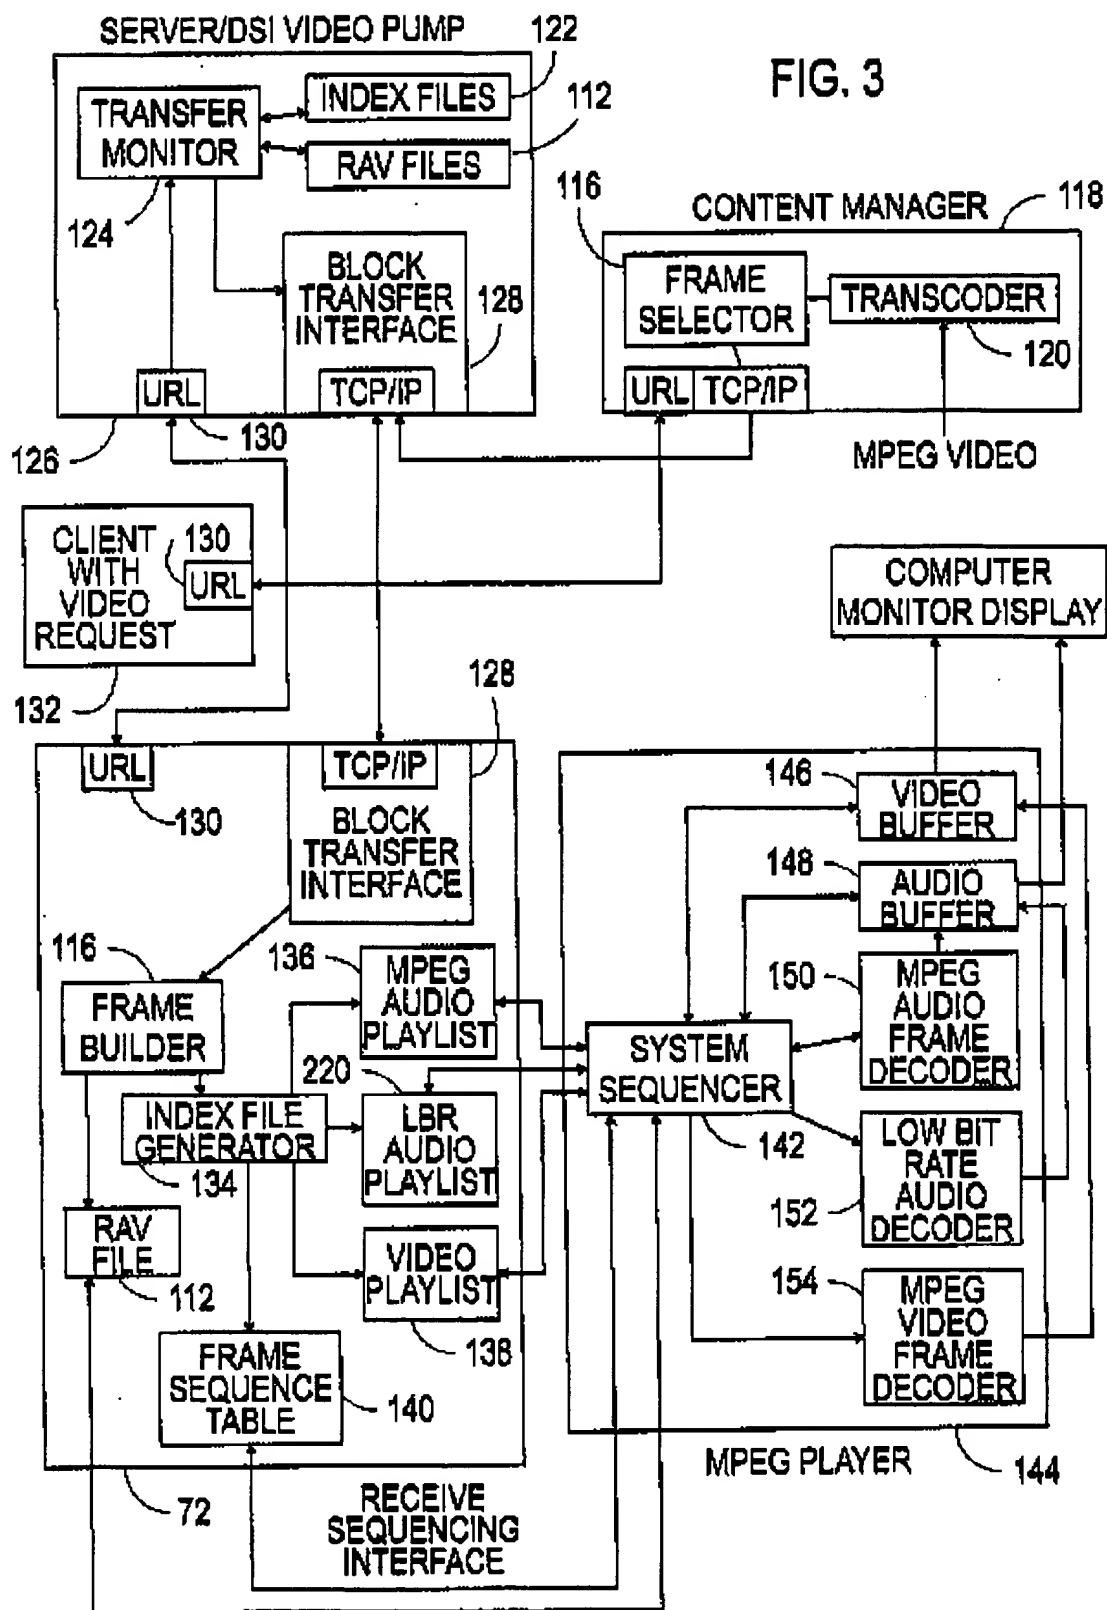 SERVER/DSI VIDEO PUMP
122
FIG. 3
INDEX FILES
112
TRANSFER
MONITOR
RAV FILES
124
116
CONTENT MANAGER
118
BLOCK
TRANSFER
INTERFACE
128
FRAME
SELECTOR
TRANSCODER
120
URL
TCP/IP
URL
TCP/IP
126
130
MPEG VIDEO
CLIENT
WITH
VIDEO
REQUEST
130
URL
132
COMPUTER
MONITOR DISPLAY
128
URL
TCP/IP
130
BLOCK
TRANSFER
INTERFACE
146
VIDEO
BUFFER
148
AUDIO
BUFFER
116
FRAME
BUILDER
136
MPEG
AUDIO
PLAYLIST
150
MPEG
AUDIO
FRAME
DECODER
SYSTEM
SEQUENCER
142
220
INDEX FILE
GENERATOR
134
LBR
AUDIO
PLAYLIST
LOW BIT
RATE
AUDIO
DECODER
152
RAV
FILE
112
VIDEO
PLAYLIST
138
154
MPEG
VIDEO
FRAME
DECODER
FRAME
SEQUENCE
TABLE
140
MPEG PLAYER
144
72
RECEIVE
SEQUENCING
INTERFACE